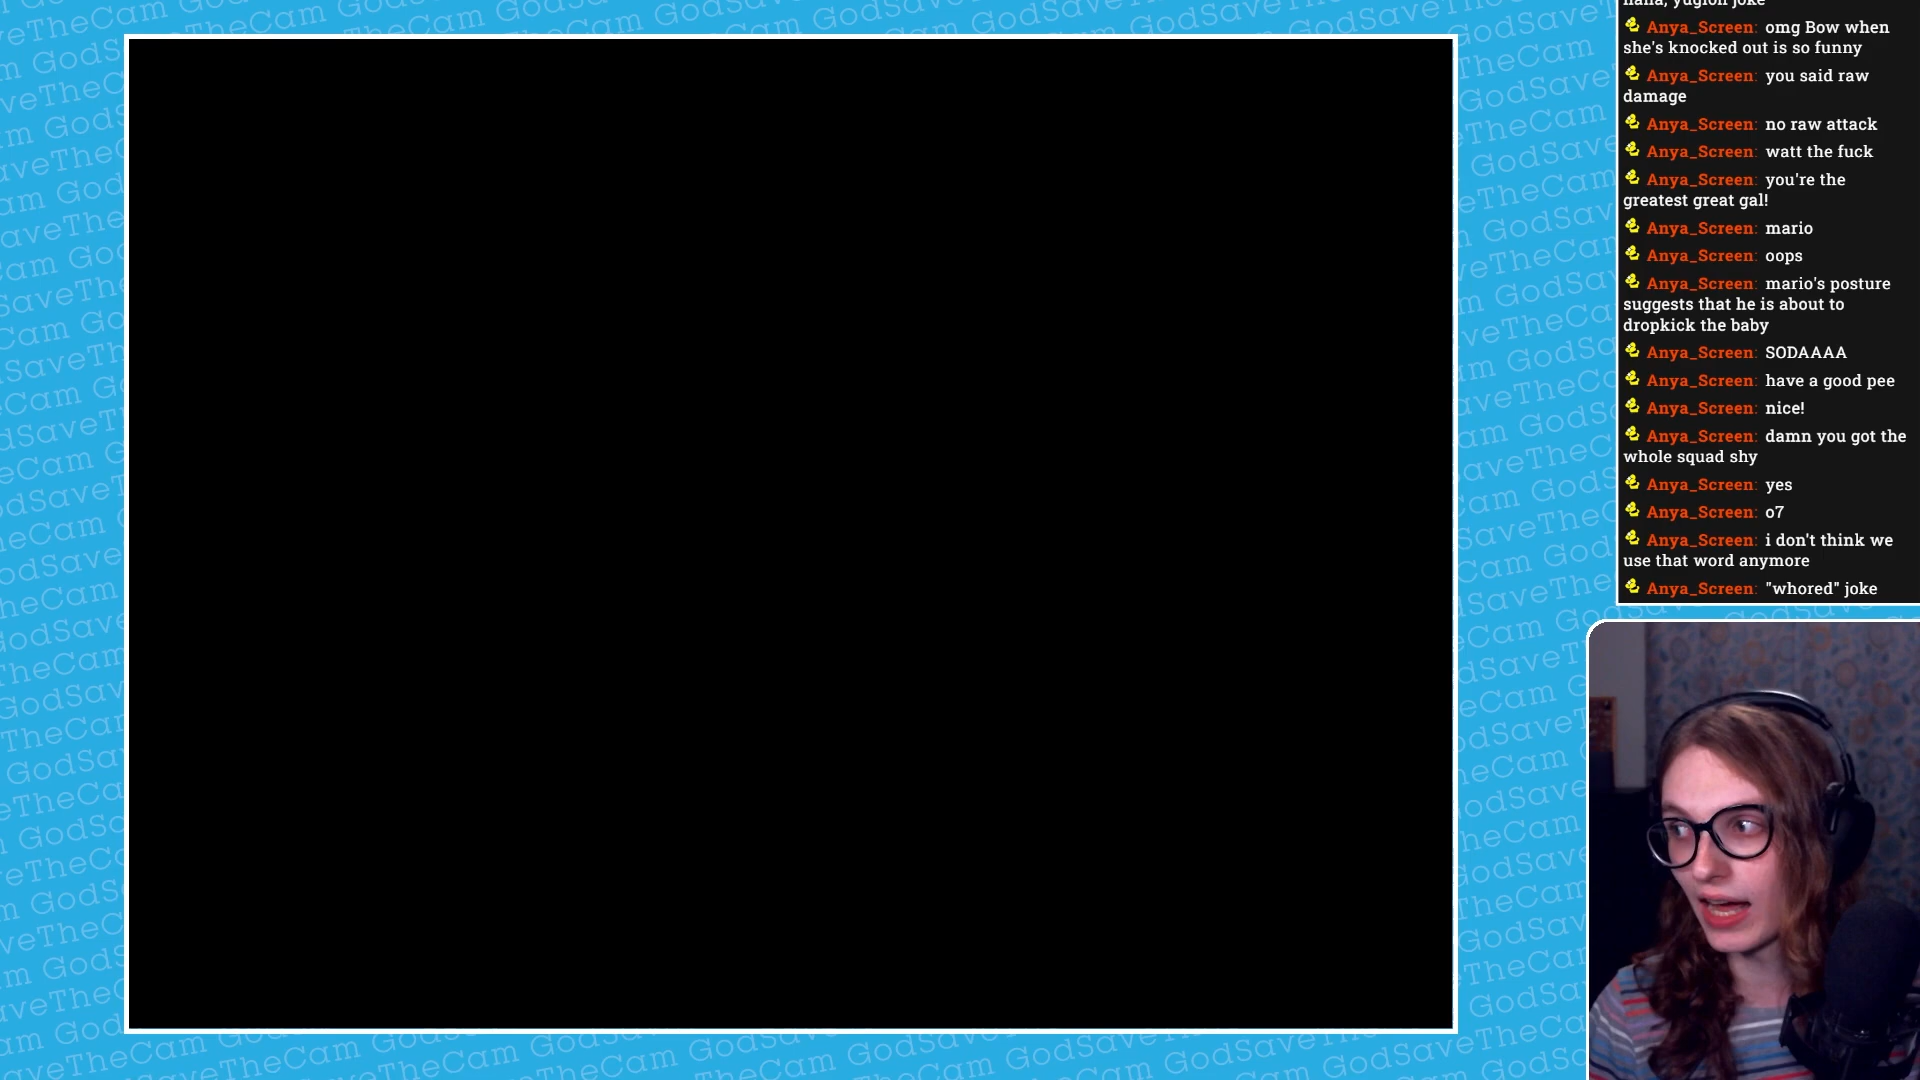 GodSaveTheCam GodSaveTheCam GodSaveTheCam
Anya_Screen: omg Bow when
she's knocked out is so funny
Anya_Screen: you said raw
damage
Anya_Screen: no raw attack
Anya_Screen: watt the fuck
Anya_Screen: you're the
greatest great gal!
Anya_Screen: mario
Anya_Screen: oops
Anya_Screen: mario's posture
suggests that he is about to
dropkick the baby
Anya_Screen: SODAAAA
Anya_Screen: have a good pee
Anya_Screen: nice!
Anya_Screen: damn you got the
whole squad shy
Anya_Screen: yes
Anya_Screen: o7
Anya_Screen: i don't think we
use that word anymore
Anya_Screen: "whored" joke